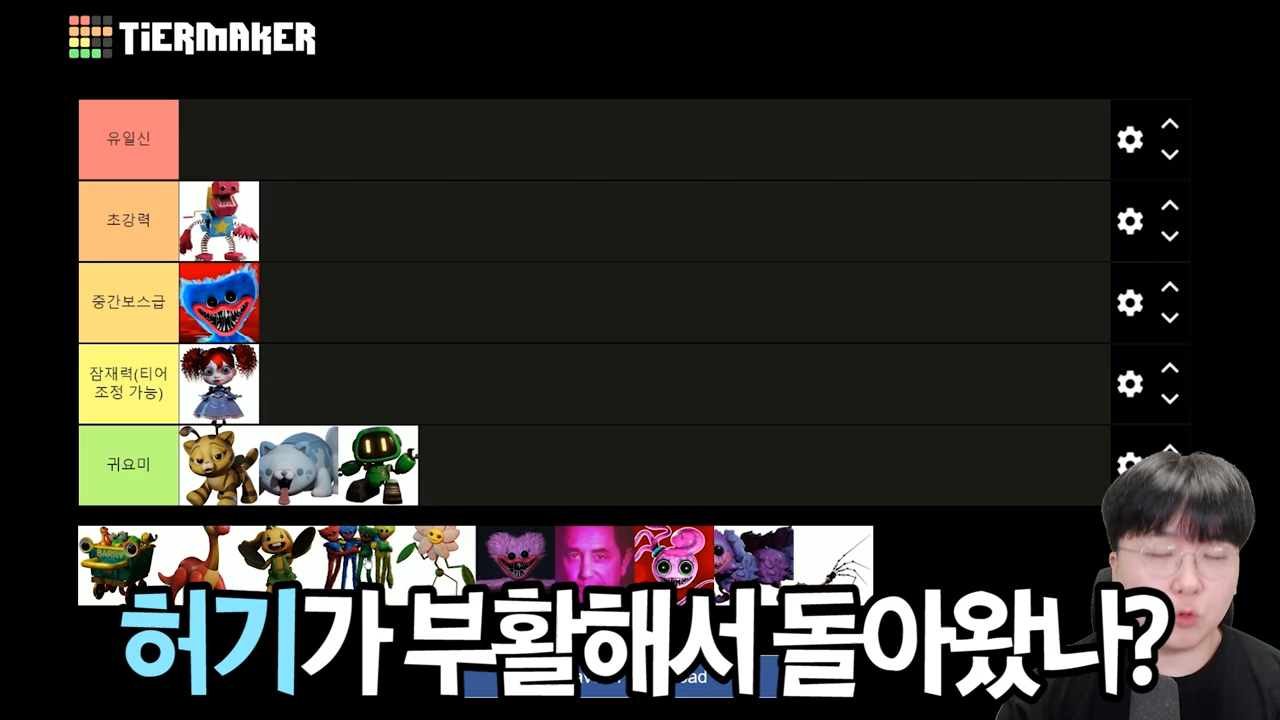 TiERMAKER
유일신
초강력
중간보스급
잠재력(티어
조정 가능)
귀요미
BARRY
허기가 부활해서 돌아왔나?